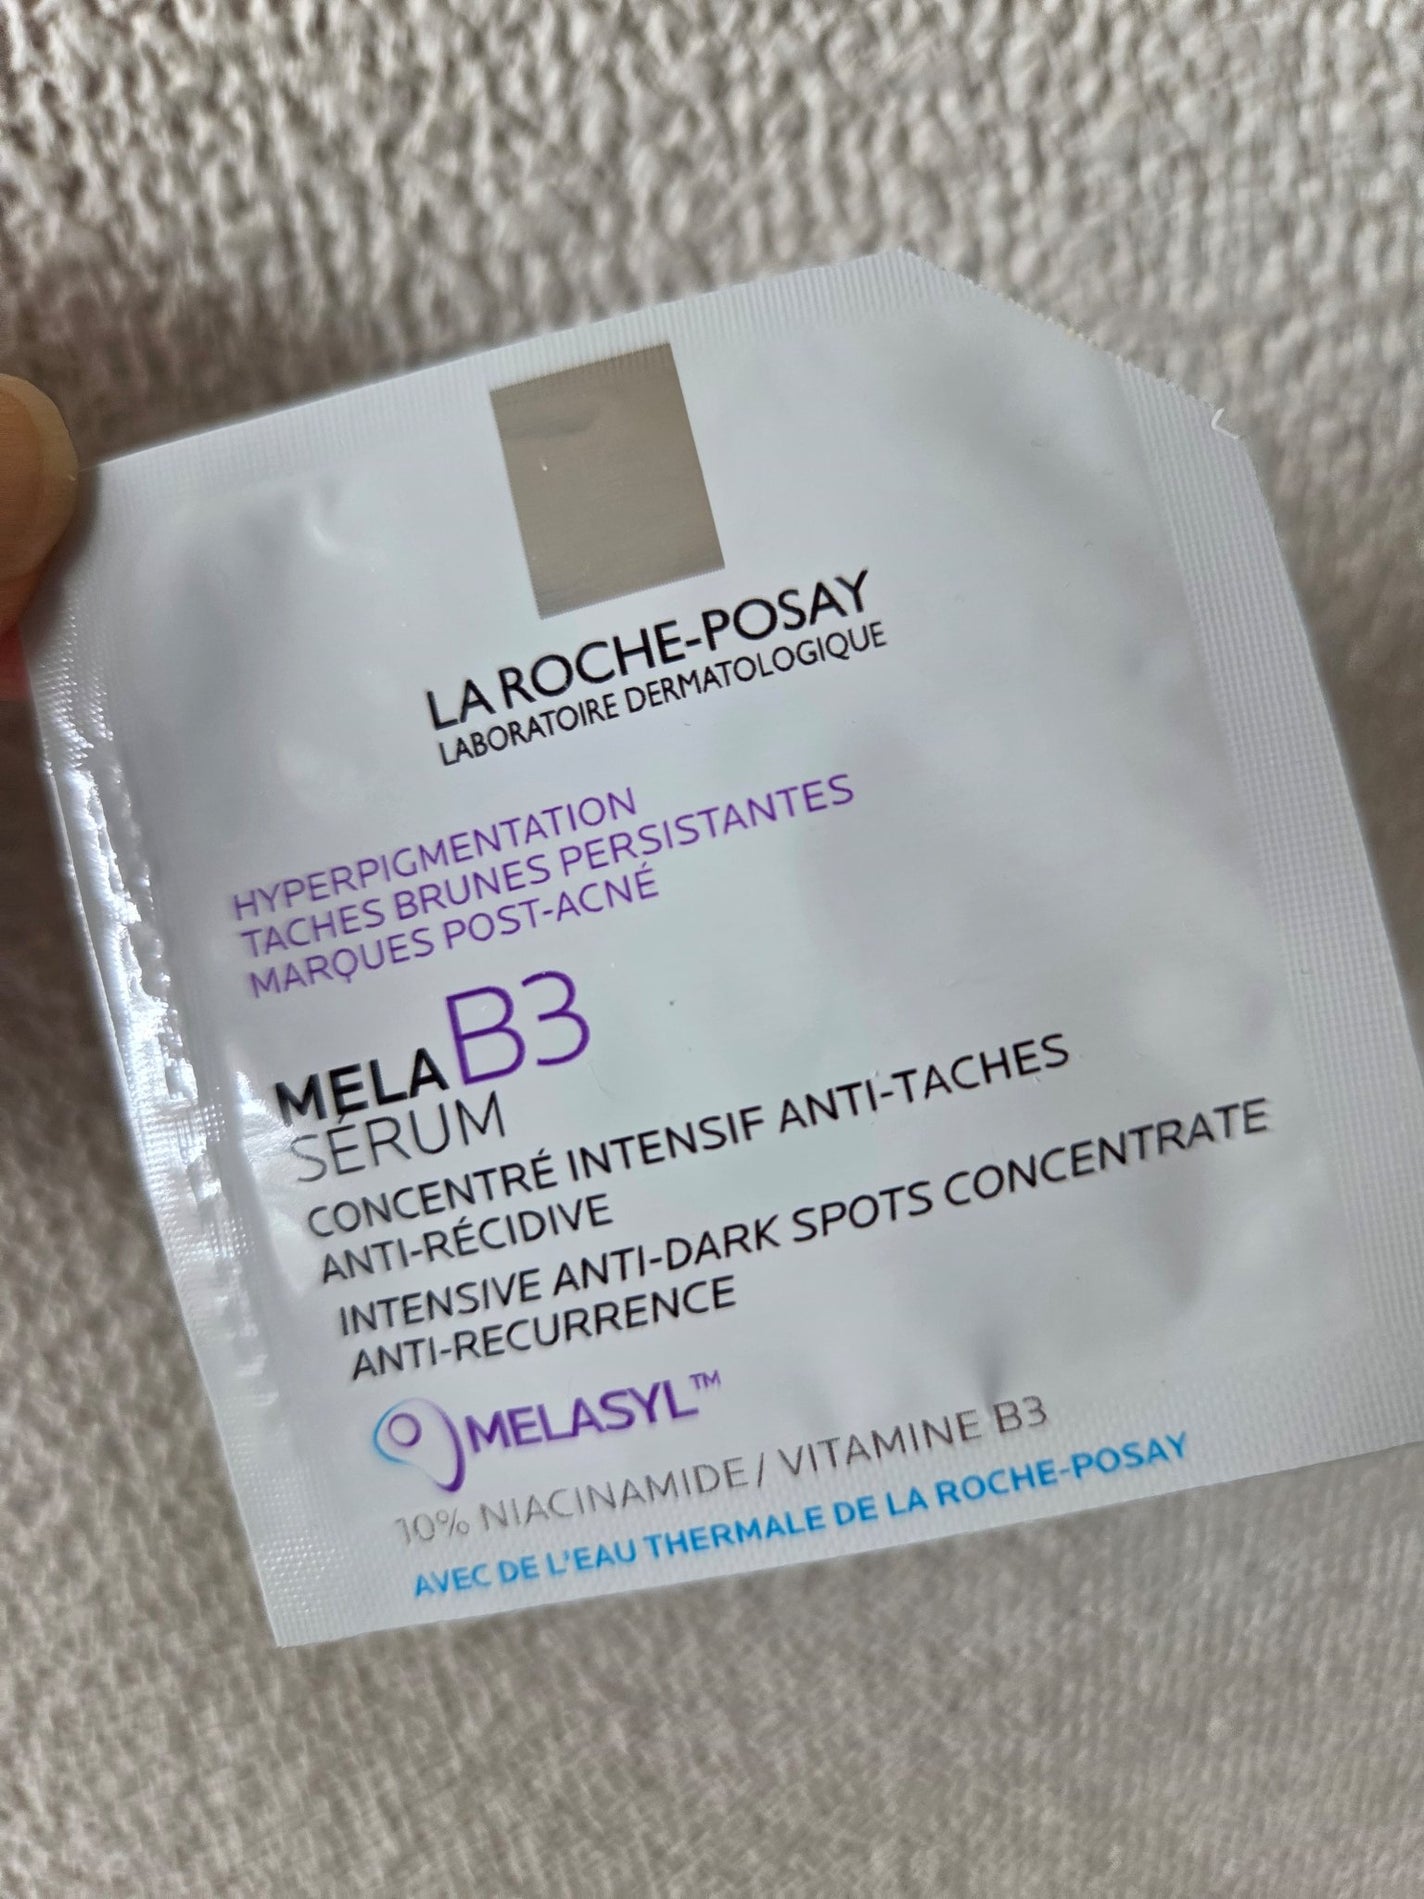 LA ROCHE-POSAY
LABORATOIRE DERMATOLOGIQUE
HYPERPIGMENTATION
TACHES BRUNES PERSISTANTES
MARQUES POST-ACNÉ
MELA B3
SÉRUM
CONCENTRÉ INTENSIF ANTI-TACHES
ANTI-RÉCIDIVE
INTENSIVE ANTI-DARK SPOTS CONCENTRATE
ANTI-RECURRENCE
MELASYL™
10% NIACINAMIDE / VITAMINE B3
AVEC DE L'EAU THERMALE DE LA ROCHE-POSAY